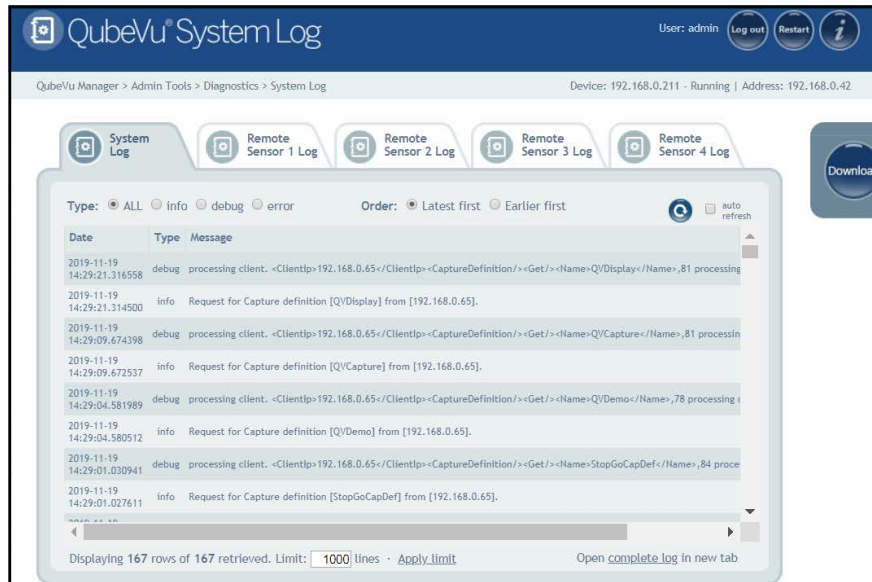 QubeVu® System Log
User: admin
Log out
Restart
i
QubeVu Manager > Admin Tools > Diagnostics > System Log
Device: 192.168.0.211 - Running | Address: 192.168.0.42
System
Log
Remote
Sensor 1 Log
Remote
Sensor 2 Log
Remote
Sensor 3 Log
Remote
Sensor 4 Log
Downloa
Type: ALL info debug error
Order: Latest first Earlier first
auto
refresh
Date Type Message
2019-11-19
14:29:21.316558 debug processing client. <ClientIp>192.168.0.65</ClientIp><CaptureDefinition/><Get/><Name>QVDisplay</Name>,81 processing
2019-11-19
14:29:21.314500 info Request for Capture definition [QVDisplay] from [192.168.0.65].
2019-11-19
14:29:09.674398 debug processing client. <ClientIp>192.168.0.65</ClientIp><CaptureDefinition/><Get/><Name>QVCapture</Name>,81 processin
2019-11-19
14:29:09.672537 info Request for Capture definition [QVCapture] from [192.168.0.65].
2019-11-19
14:29:04.581989 debug processing client. <ClientIp>192.168.0.65</ClientIp><CaptureDefinition/><Get/><Name>QVDemo</Name>,78 processing
2019-11-19
14:29:04.580512 info Request for Capture definition [QVDemo] from [192.168.0.65].
2019-11-19
14:29:01.030941 debug processing client. <ClientIp>192.168.0.65</ClientIp><CaptureDefinition/><Get/><Name>StopGoCapDef</Name>,84 proce
2019-11-19
14:29:01.027611 info Request for Capture definition [StopGoCapDef] from [192.168.0.65].
Displaying 167 rows of 167 retrieved. Limit: 1000 lines · Apply limit
Open complete log in new tab